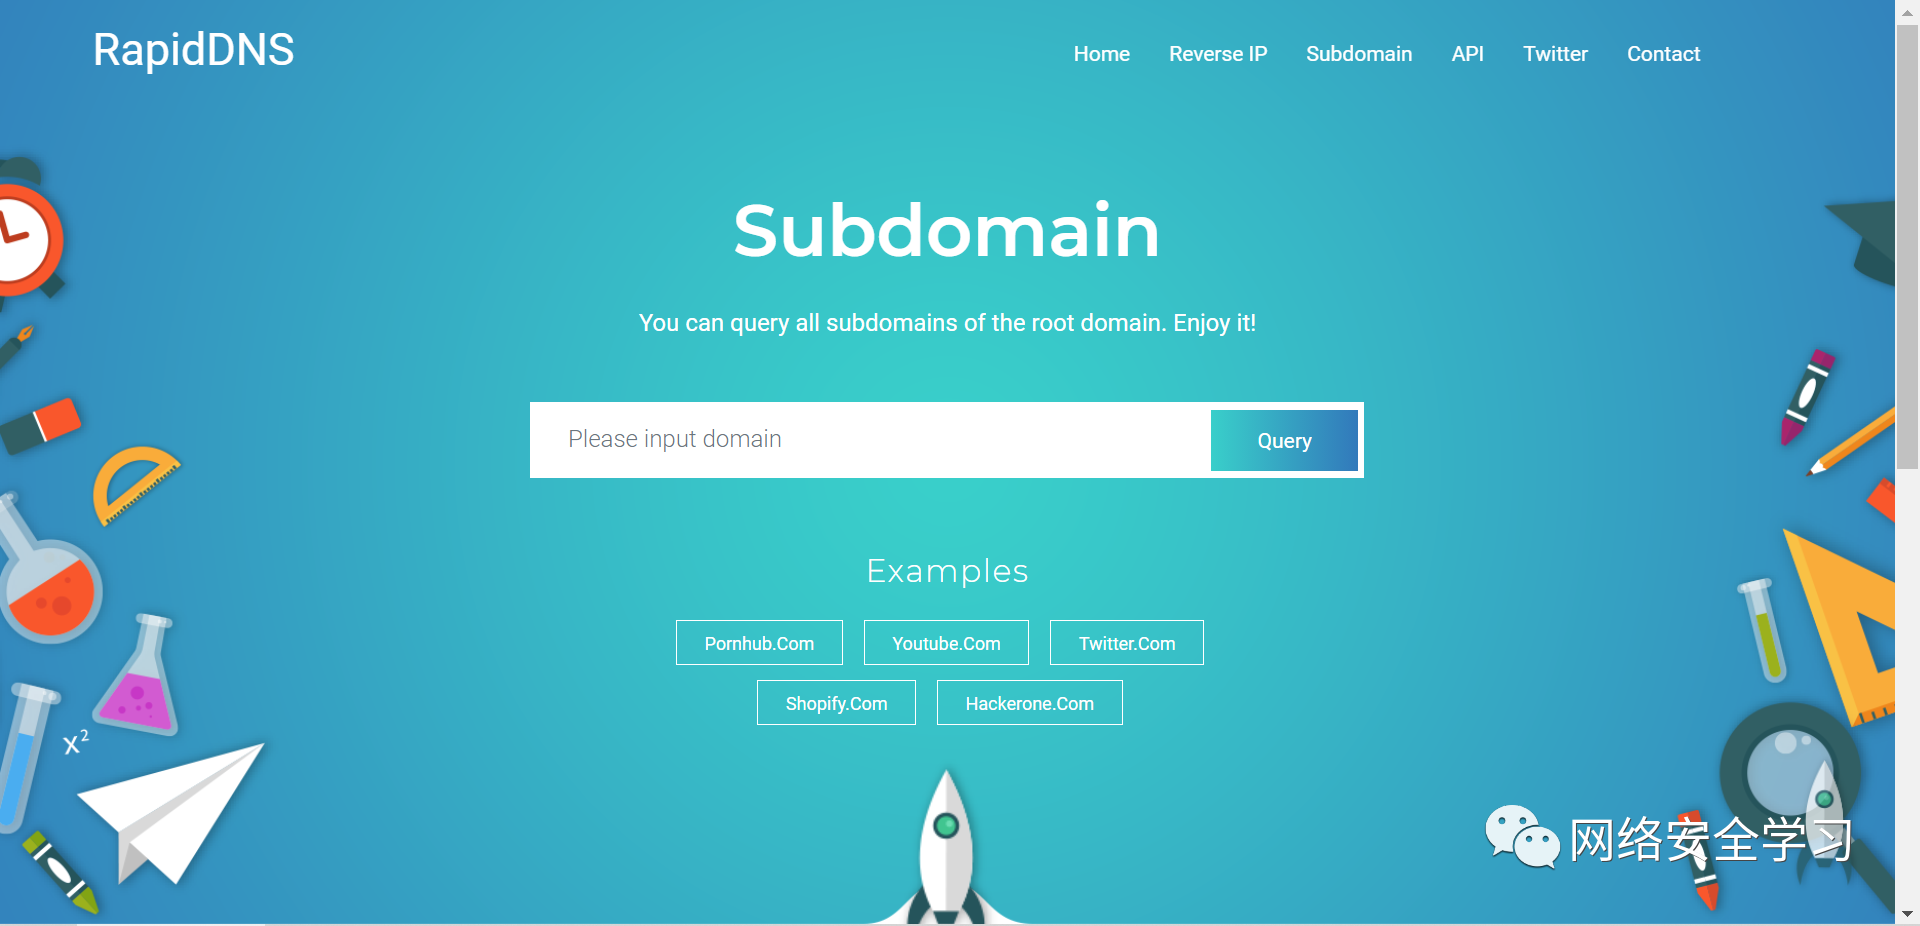 RapidDNS
Home Reverse IP Subdomain API Twitter Contact
Subdomain
You can query all subdomains of the root domain. Enjoy it!
Please input domain
Query
Examples
Pornhub.Com Youtube.Com Twitter.Com
Shopify.Com Hackerone.Com
x²
网络安全学习